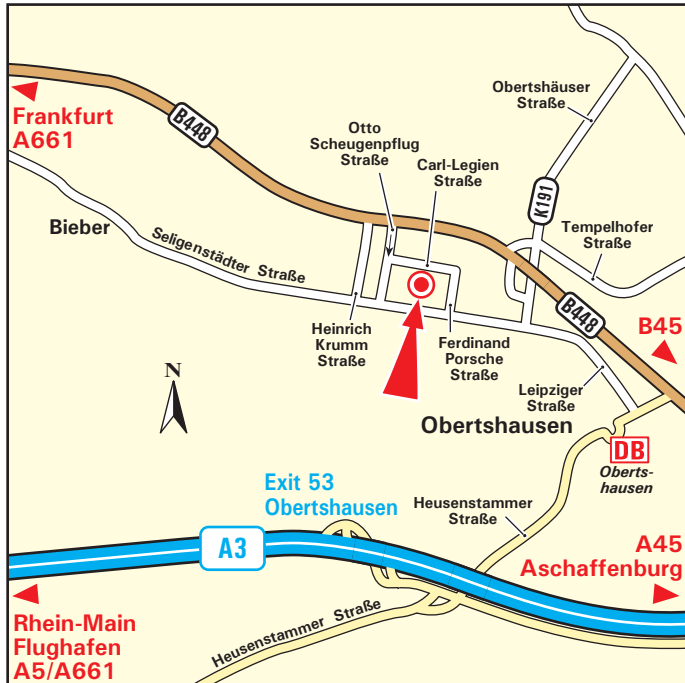 Frankfurt
A661
B448
Otto
Scheugenpflug
Straße
Carl-Legien
Straße
Obertshäuser
Straße
K191
Bieber
Seligenstädter Straße
Tempelhofer
Straße
Heinrich
Krumm
Straße
Ferdinand
Porsche
Straße
B448
B45
Leipziger
Straße
N
Obertshausen
DB
Oberts-
hausen
Exit 53
Obertshausen
Heusenstammer
Straße
A3
A45
Aschaffenburg
Rhein-Main
Flughafen
A5/A661
Heusenstammer Straße